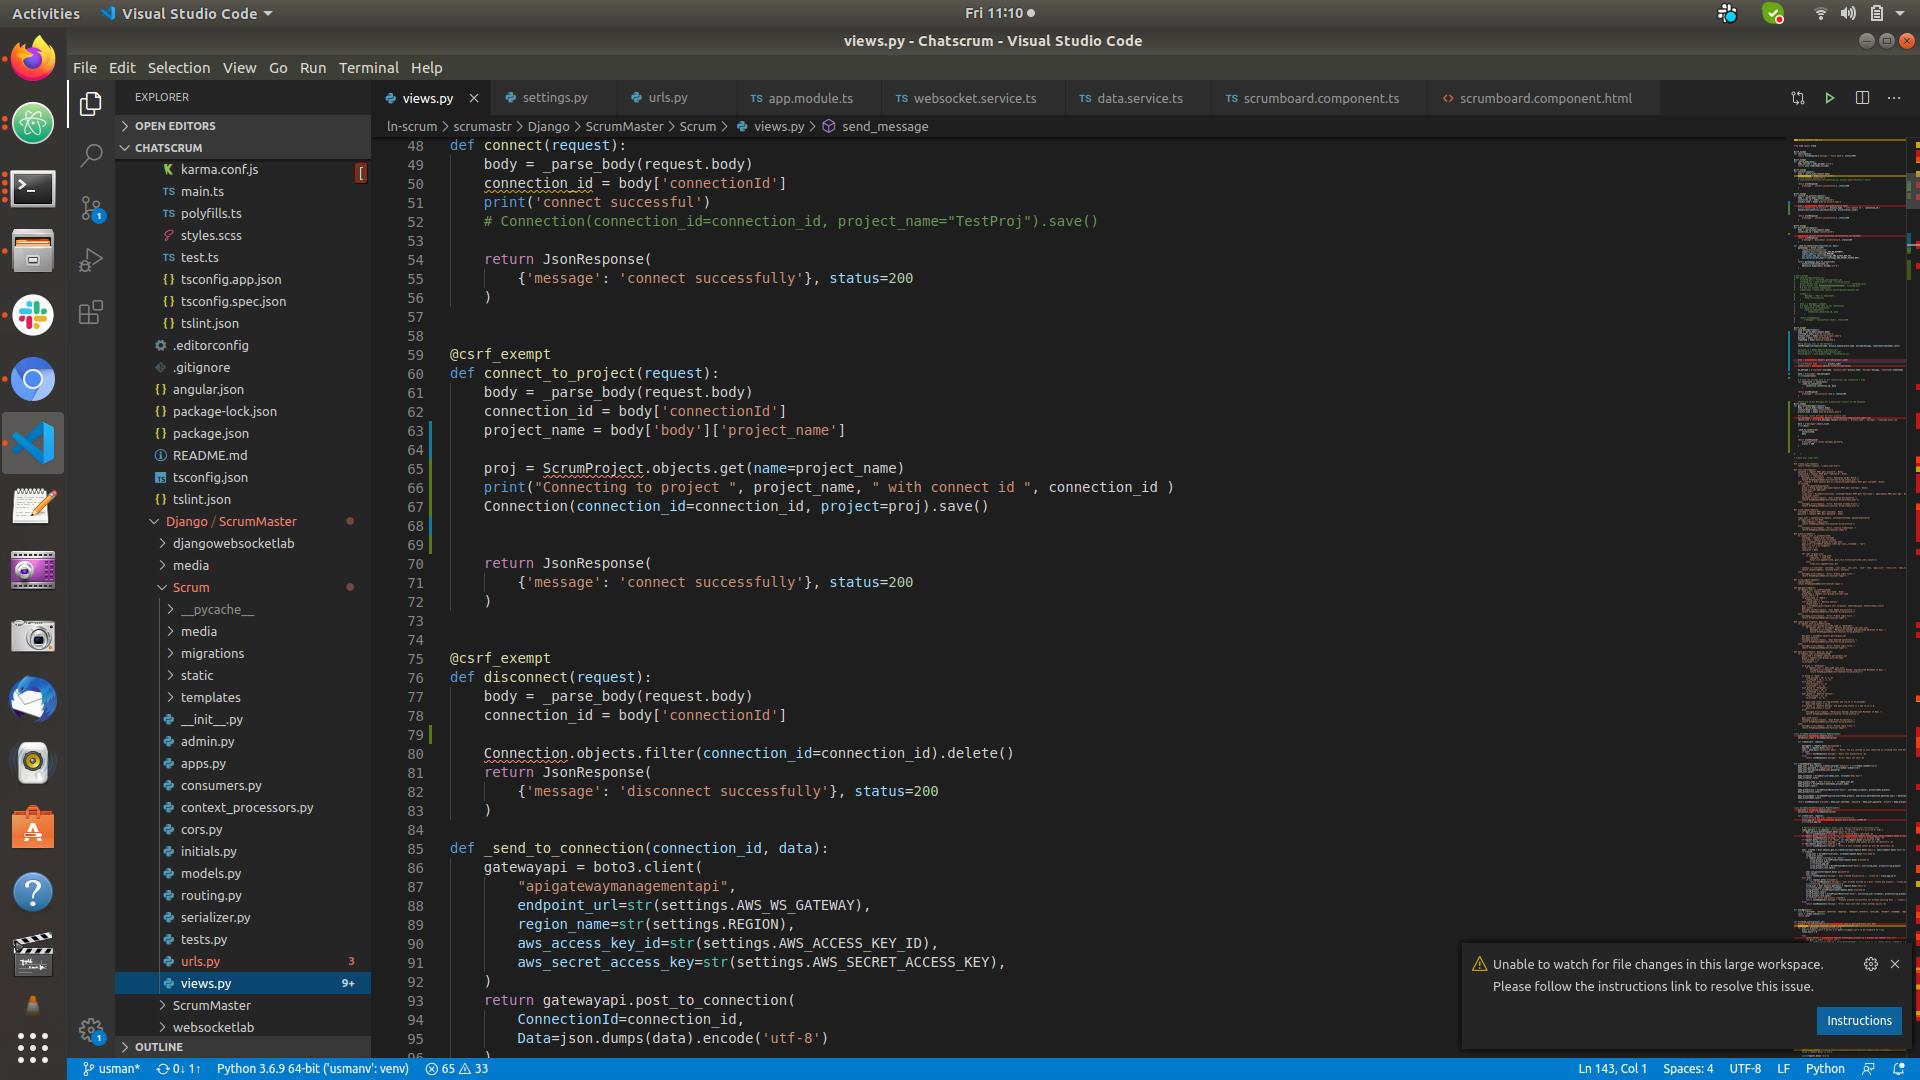 Activities
Visual Studio Code
Fri 11:10
views.py - Chatscrum - Visual Studio Code
File Edit Selection View Go Run Terminal Help
EXPLORER
views.py
settings.py
urls.py
TS app.module.ts
TS websocket.service.ts
TS data.service.ts
TS scrumboard.component.ts
scrumboard.component.html
ln-scrum > scrumastr > Django > ScrumMaster > Scrum > views.py > send_message
OPEN EDITORS
CHATSCRUM
karma.conf.js
TS main.ts
TS polyfills.ts
styles.scss
TS test.ts
{} tsconfig.app.json
{} tsconfig.spec.json
{} tslint.json
.editorconfig
.gitignore
{} angular.json
{} package-lock.json
{} package.json
README.md
tsconfig.json
{} tslint.json
Django / ScrumMaster
djangowebsocketlab
media
Scrum
__pycache__
media
migrations
static
templates
__init__.py
admin.py
apps.py
consumers.py
context_processors.py
cors.py
initials.py
models.py
routing.py
serializer.py
tests.py
urls.py 3
views.py 9+
ScrumMaster
websocketlab
OUTLINE
48 def connect(request):
49 body = _parse_body(request.body)
50 connection_id = body['connectionId']
51 print('connect successful')
52 # Connection(connection_id=connection_id, project_name="TestProj").save()
53
54 return JsonResponse(
55 {'message': 'connect successfully'}, status=200
56 )
57
58
59 @csrf_exempt
60 def connect_to_project(request):
61 body = _parse_body(request.body)
62 connection_id = body['connectionId']
63 project_name = body['body']['project_name']
64
65 proj = ScrumProject.objects.get(name=project_name)
66 print("Connecting to project ", project_name, " with connect id ", connection_id )
67 Connection(connection_id=connection_id, project=proj).save()
68
69
70 return JsonResponse(
71 {'message': 'connect successfully'}, status=200
72 )
73
74
75 @csrf_exempt
76 def disconnect(request):
77 body = _parse_body(request.body)
78 connection_id = body['connectionId']
79
80 Connection.objects.filter(connection_id=connection_id).delete()
81 return JsonResponse(
82 {'message': 'disconnect successfully'}, status=200
83 )
84
85 def _send_to_connection(connection_id, data):
86 gatewayapi = boto3.client(
87 "apigatewaymanagementapi",
88 endpoint_url=str(settings.AWS_WS_GATEWAY),
89 region_name=str(settings.REGION),
90 aws_access_key_id=str(settings.AWS_ACCESS_KEY_ID),
91 aws_secret_access_key=str(settings.AWS_SECRET_ACCESS_KEY),
92 )
93 return gatewayapi.post_to_connection(
94 ConnectionId=connection_id,
95 Data=json.dumps(data).encode('utf-8')
96 )
Unable to watch for file changes in this large workspace.
Please follow the instructions link to resolve this issue.
Instructions
usman* 0↓ 1↑ Python 3.6.9 64-bit ('usmanv': venv) 65 33
Ln 143, Col 1 Spaces: 4 UTF-8 LF Python